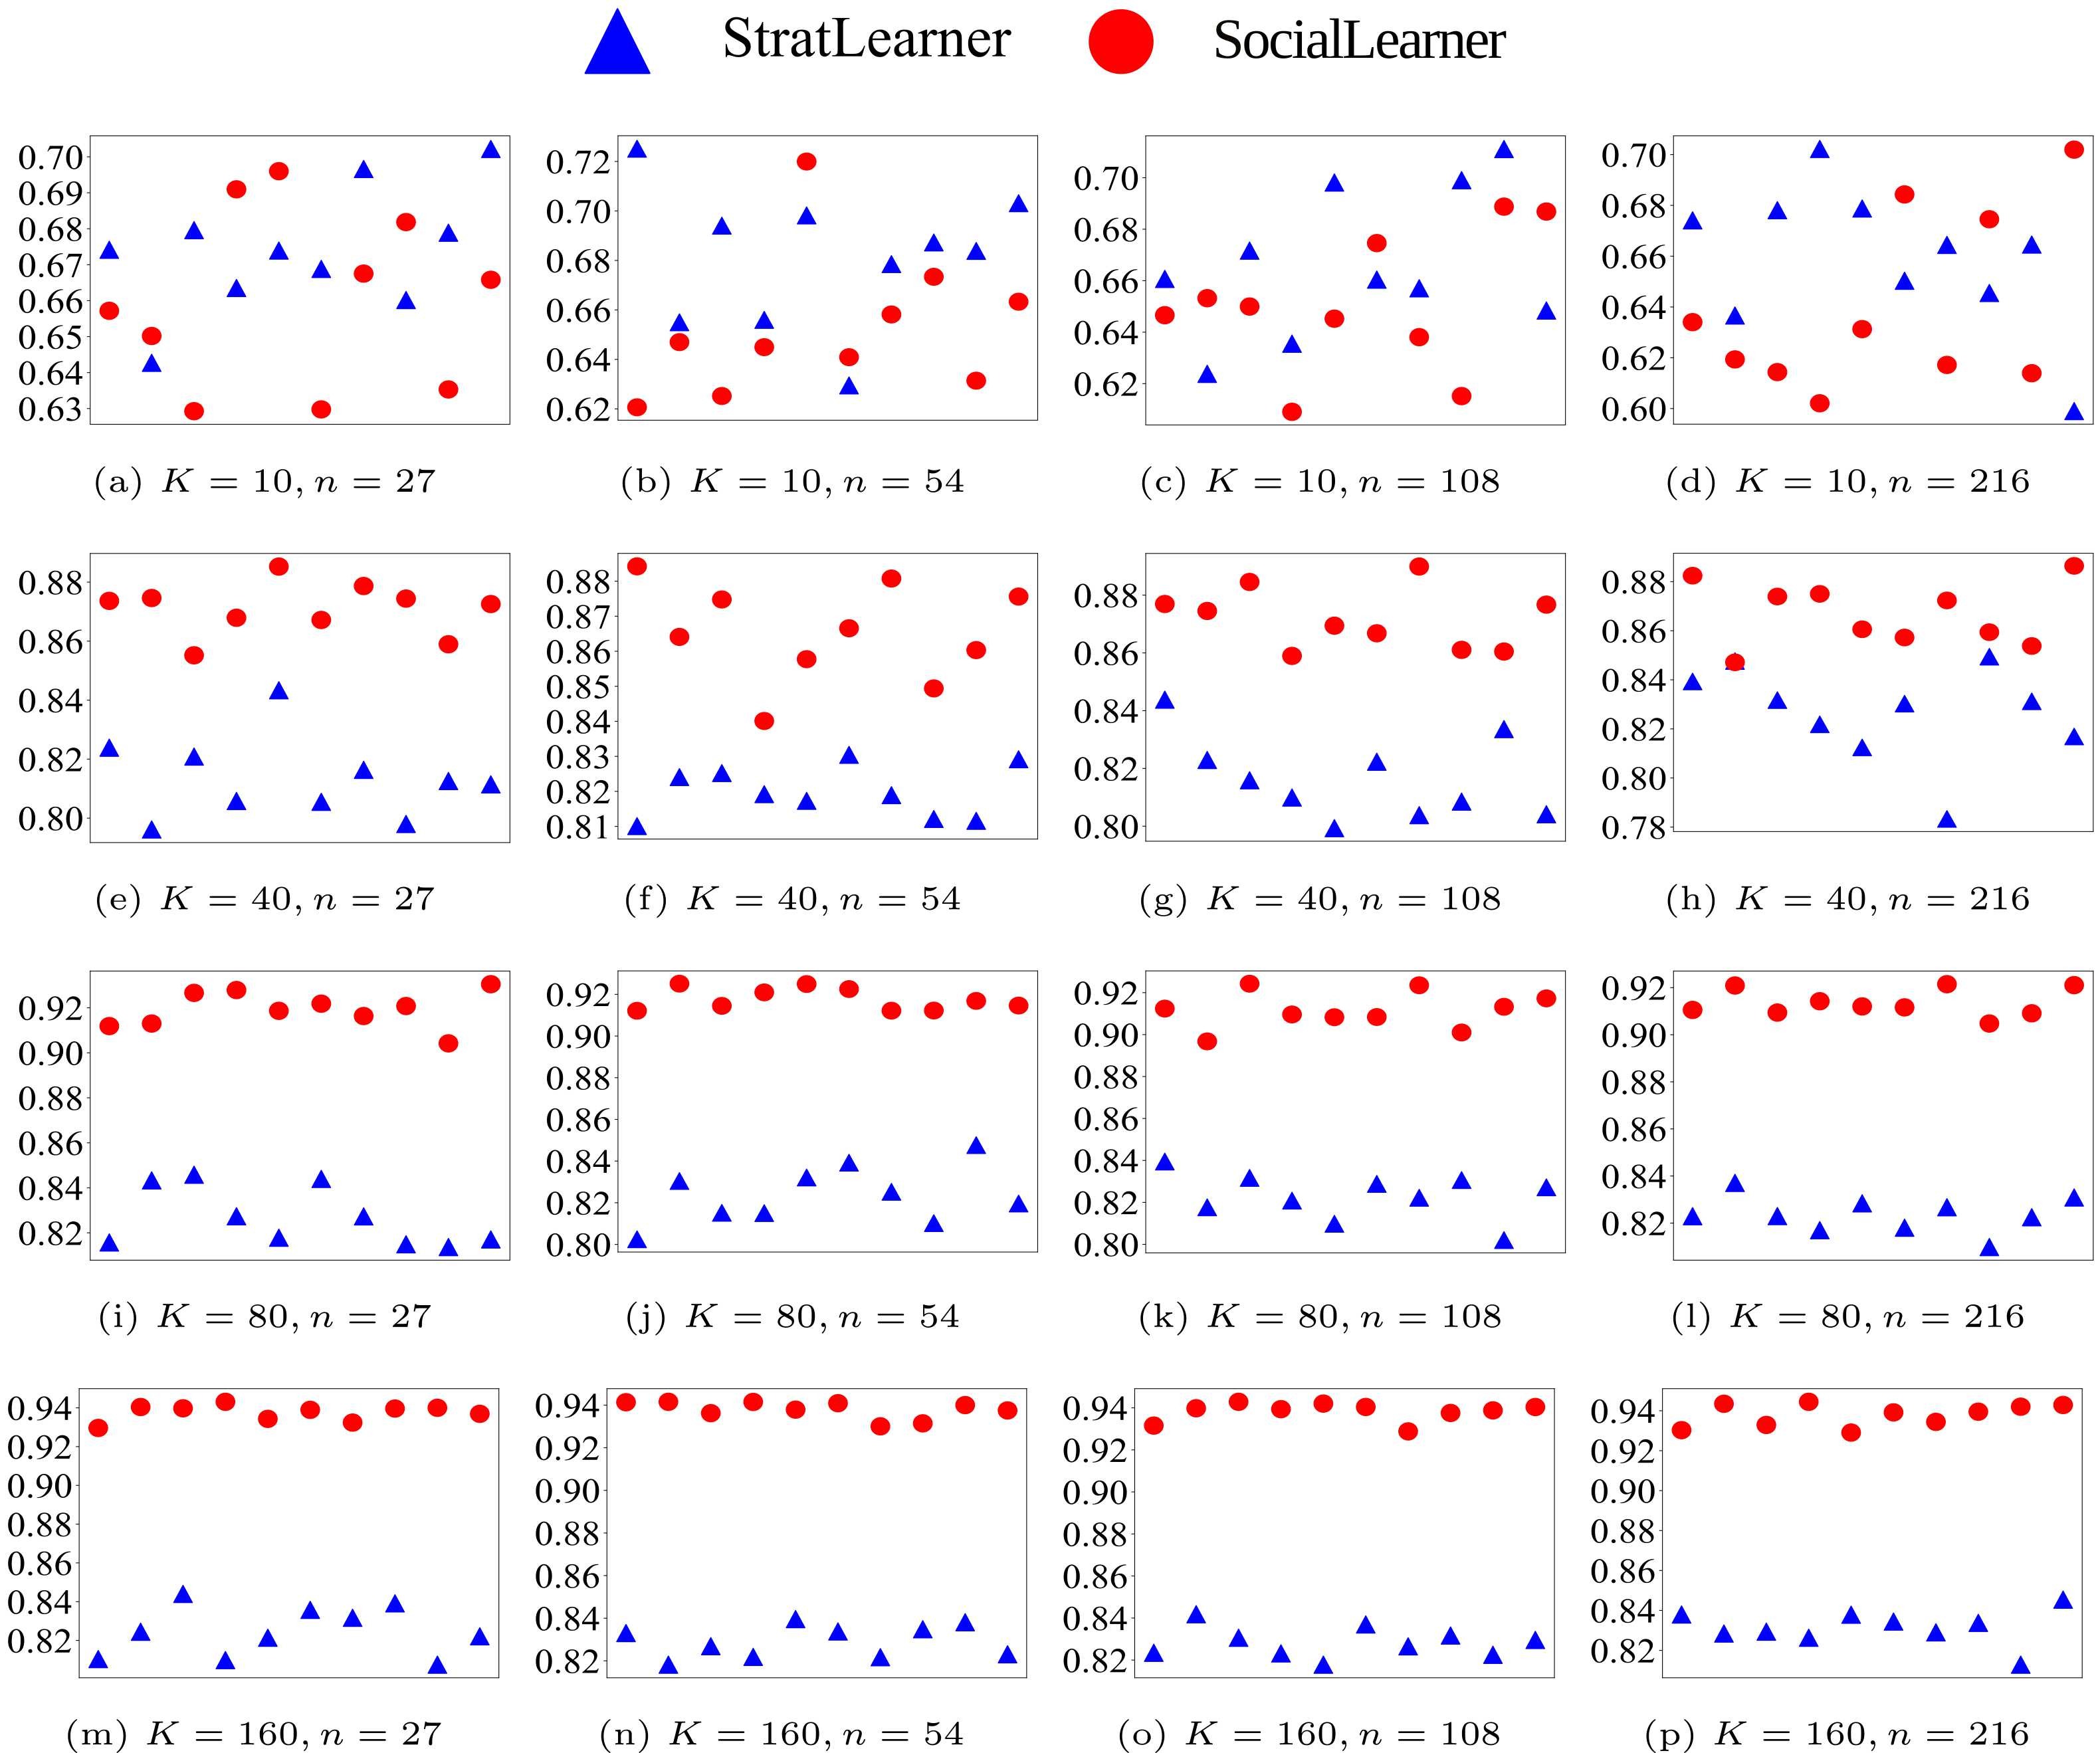 StratLearner SocialLearner
0.70 0.69 0.68 0.67 0.66 0.65 0.64 0.63
0.72 0.70 0.68 0.66 0.64 0.62
0.70 0.68 0.66 0.64 0.62
0.70 0.68 0.66 0.64 0.62 0.60
(a) K = 10, n = 27
(b) K = 10, n = 54
(c) K = 10, n = 108
(d) K = 10, n = 216
0.88 0.86 0.84 0.82 0.80
0.88 0.87 0.86 0.85 0.84 0.83 0.82 0.81
0.88 0.86 0.84 0.82 0.80
0.88 0.86 0.84 0.82 0.80 0.78
(e) K = 40, n = 27
(f) K = 40, n = 54
(g) K = 40, n = 108
(h) K = 40, n = 216
0.92 0.90 0.88 0.86 0.84 0.82
0.92 0.90 0.88 0.86 0.84 0.82 0.80
0.92 0.90 0.88 0.86 0.84 0.82 0.80
0.92 0.90 0.88 0.86 0.84 0.82
(i) K = 80, n = 27
(j) K = 80, n = 54
(k) K = 80, n = 108
(l) K = 80, n = 216
0.94 0.92 0.90 0.88 0.86 0.84 0.82
0.94 0.92 0.90 0.88 0.86 0.84 0.82
0.94 0.92 0.90 0.88 0.86 0.84 0.82
0.94 0.92 0.90 0.88 0.86 0.84 0.82
(m) K = 160, n = 27
(n) K = 160, n = 54
(o) K = 160, n = 108
(p) K = 160, n = 216